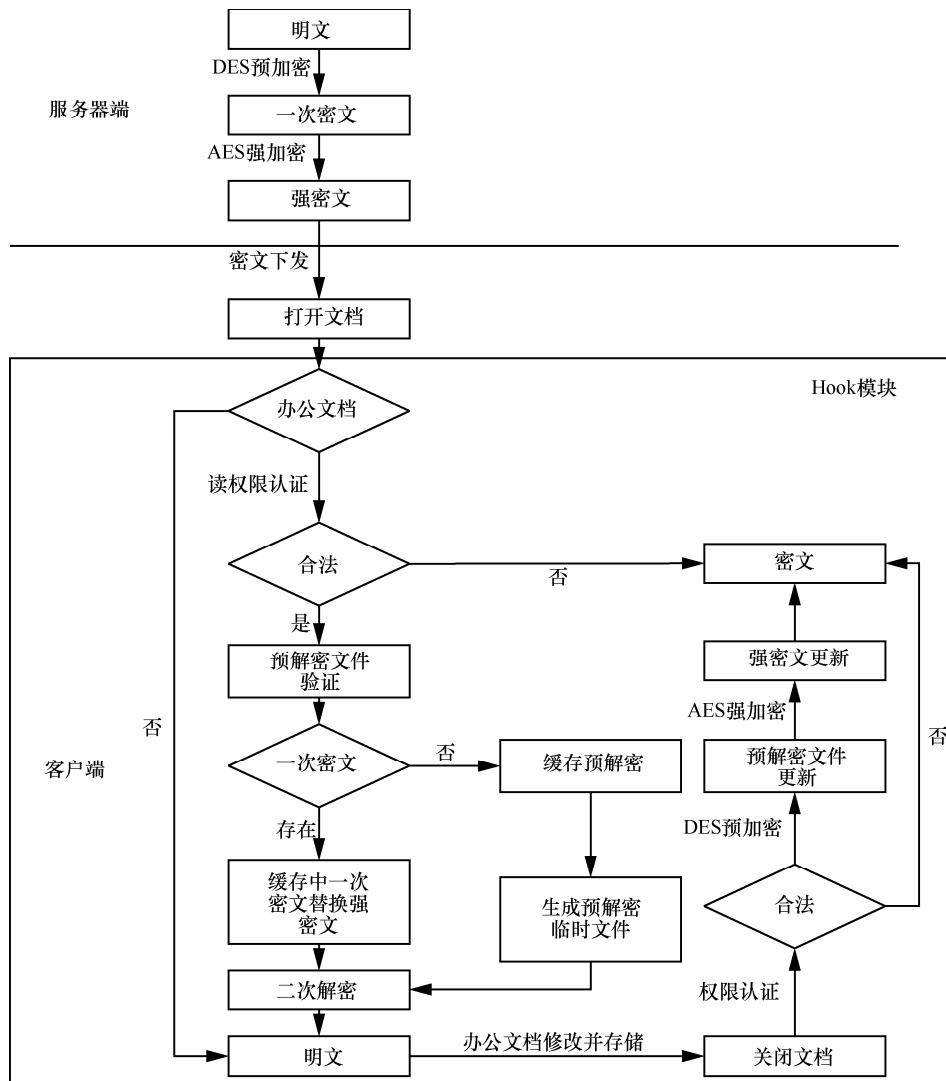 明文
DES预加密
服务器端
一次密文
AES强加密
强密文
密文下发
打开文档
Hook模块
办公文档
读权限认证
合法
否
密文
是
预解密文件
验证
强密文更新
AES强加密
否
否
客户端
一次密文
否
缓存预解密
预解密文件
更新
存在
DES预加密
缓存中一次
密文替换强
密文
生成预解密
临时文件
合法
二次解密
权限认证
明文
办公文档修改并存储
关闭文档